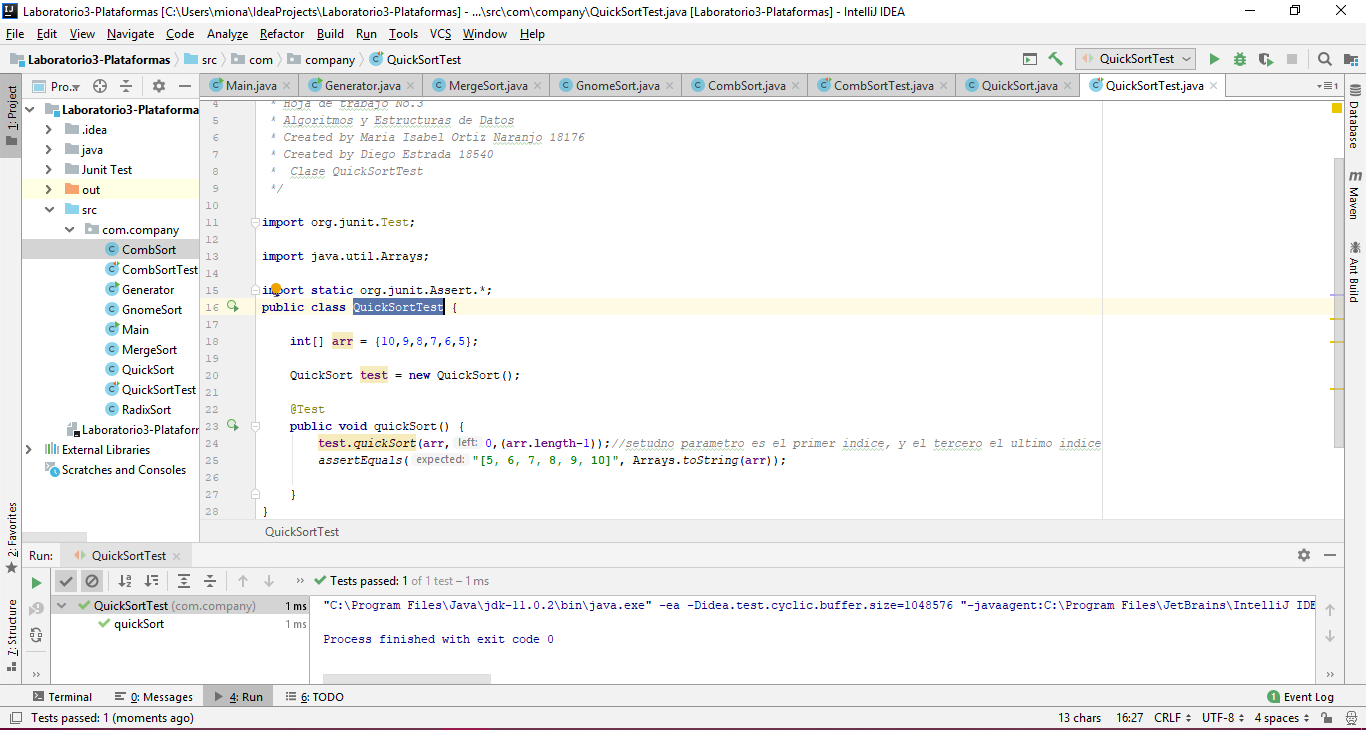 Laboratorio3-Plataformas [C:\Users\miona\IdeaProjects\Laboratorio3-Plataformas] - ...\src\com\company\QuickSortTest.java [Laboratorio3-Plataformas] - IntelliJ IDEA
File Edit View Navigate Code Analyze Refactor Build Run Tools VCS Window Help
Laboratorio3-Plataformas src com company QuickSortTest QuickSortTest
Pro... Main.java Generator.java MergeSort.java GnomeSort.java CombSort.java CombSortTest.java QuickSort.java QuickSortTest.java
1: Project
Laboratorio3-Plataforma
.idea
java
Junit Test
out
src
com.company
CombSort
CombSortTest
Generator
GnomeSort
Main
MergeSort
QuickSort
QuickSortTest
RadixSort
Laboratorio3-Platafor
External Libraries
Scratches and Consoles
4 * Hoja de trabajo No.3
5 * Algoritmos y Estructuras de Datos
6 * Created by Maria Isabel Ortiz Naranjo 18176
7 * Created by Diego Estrada 18540
8 * Clase QuickSortTest
9 */
10
11 import org.junit.Test;
12
13 import java.util.Arrays;
14
15 import static org.junit.Assert.*;
16 public class QuickSortTest {
17
18 int[] arr = {10,9,8,7,6,5};
19
20 QuickSort test = new QuickSort();
21
22 @Test
23 public void quickSort() {
24 test.quickSort(arr, left: 0,(arr.length-1));//setudno parametro es el primer indice, y el tercero el ultimo indice
25 assertEquals( expected: "[5, 6, 7, 8, 9, 10]", Arrays.toString(arr));
26
27 }
28 }
QuickSortTest
Database
Maven
Ant Build
2: Favorites
7: Structure
Run: QuickSortTest
Tests passed: 1 of 1 test – 1 ms
QuickSortTest (com.company) 1 ms
quickSort 1 ms
"C:\Program Files\Java\jdk-11.0.2\bin\java.exe" -ea -Didea.test.cyclic.buffer.size=1048576 "-javaagent:C:\Program Files\JetBrains\IntelliJ IDE
Process finished with exit code 0
Terminal 0: Messages 4: Run 6: TODO 1 Event Log
Tests passed: 1 (moments ago) 13 chars 16:27 CRLF UTF-8 4 spaces